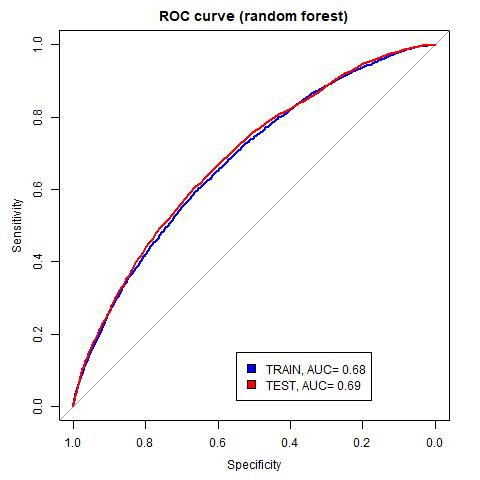 ROC curve (random forest)
1.0
0.8
0.6
0.4
0.2
0.0
Sensitivity
TRAIN, AUC= 0.68
TEST, AUC= 0.69
1.0 0.8 0.6 0.4 0.2 0.0
Specificity